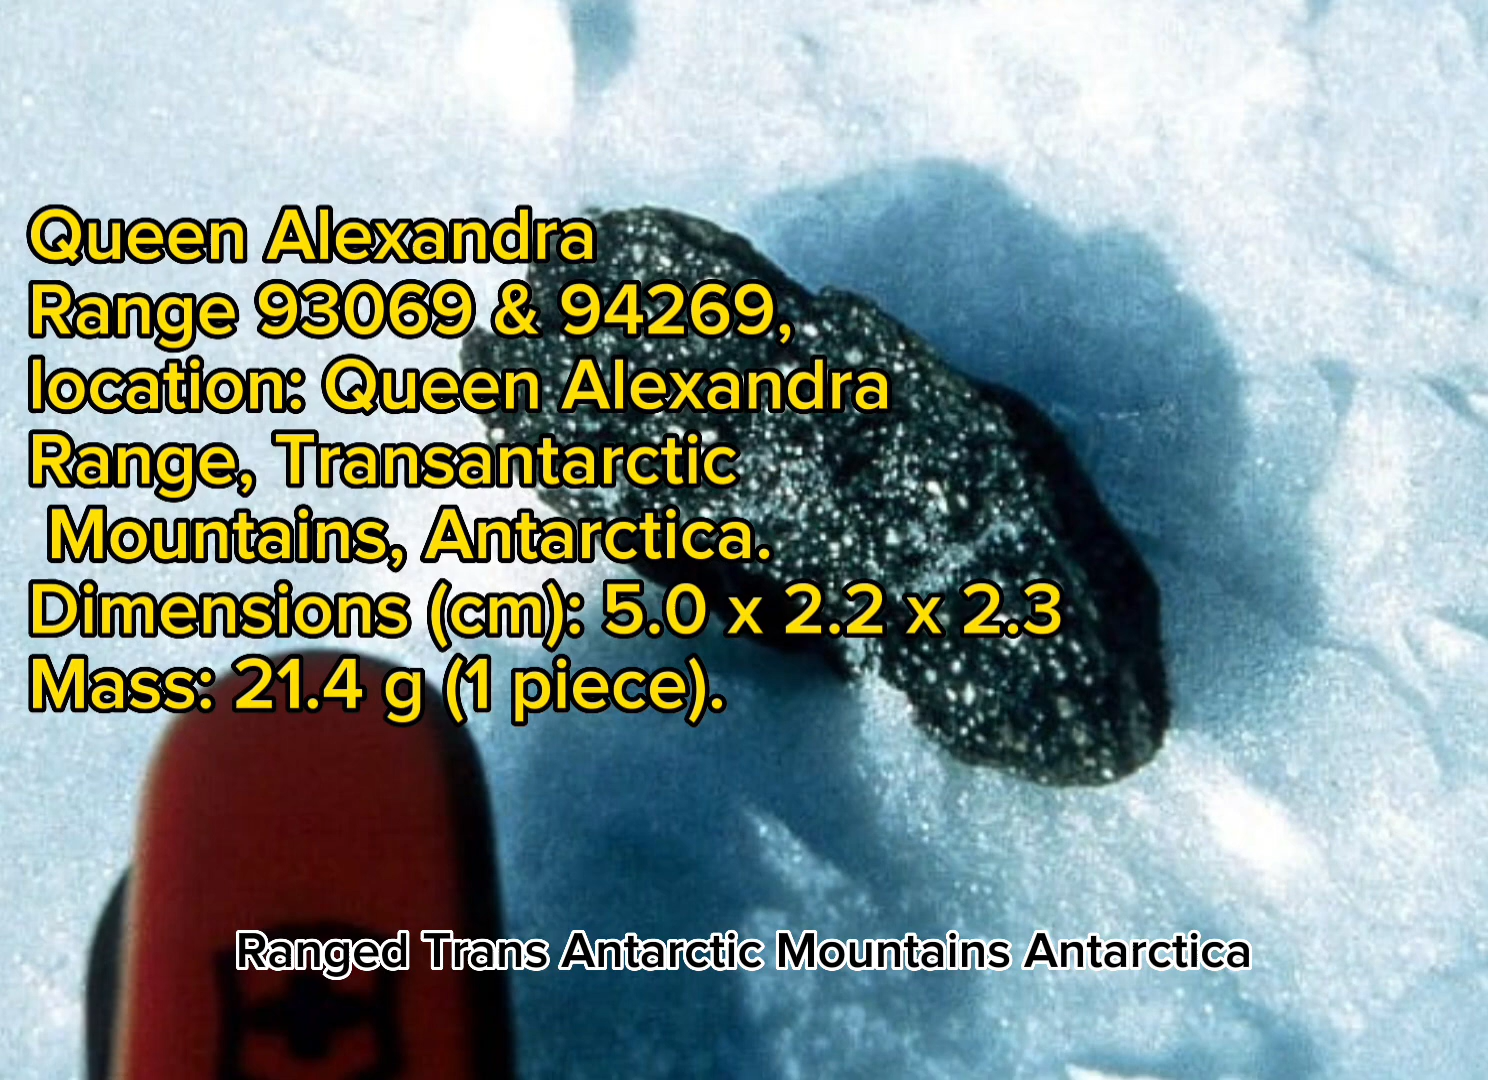 Queen Alexandra
Range 93069 & 94269,
location: Queen Alexandra
Range, Transantarctic
Mountains, Antarctica.
Dimensions (cm): 5.0 x 2.2 x 2.3
Mass: 21.4 g (1 piece).
Ranged Trans Antarctic Mountains Antarctica